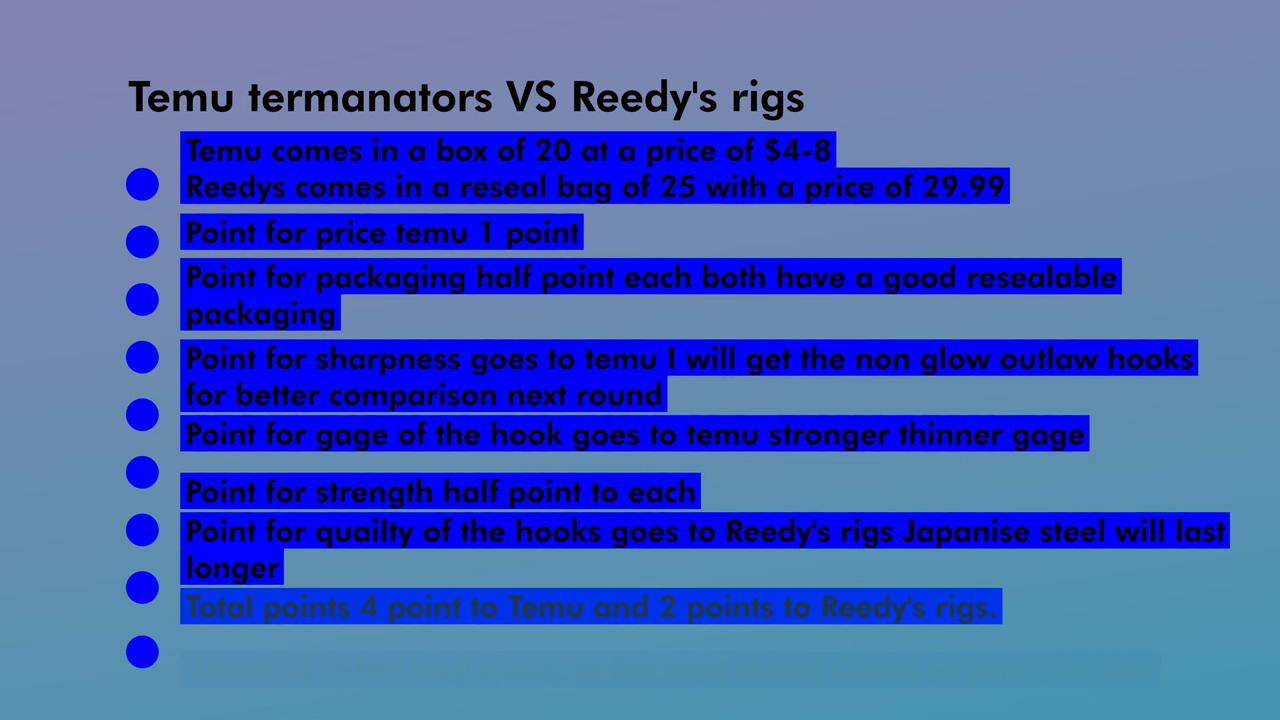 Temu termanators VS Reedy's rigs
Temu comes in a box of 20 at a price of $4-8
Reedys comes in a reseal bag of 25 with a price of 29.99
Point for price temu 1 point
Point for packaging half point each both have a good resealable
packaging
Point for sharpness goes to temu I will get the non glow outlaw hooks
for better comparison next round
Point for gage of the hook goes to temu stronger thinner gage
Point for strength half point to each
Point for quailty of the hooks goes to Reedy's rigs Japanise steel will last
longer
Total points 4 point to Temu and 2 points to Reedy's rigs.